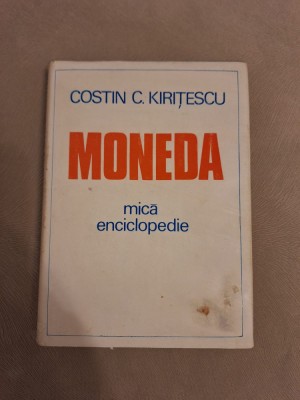 COSTIN C. KIRIȚESCU
MONEDA
mică
enciclopedie